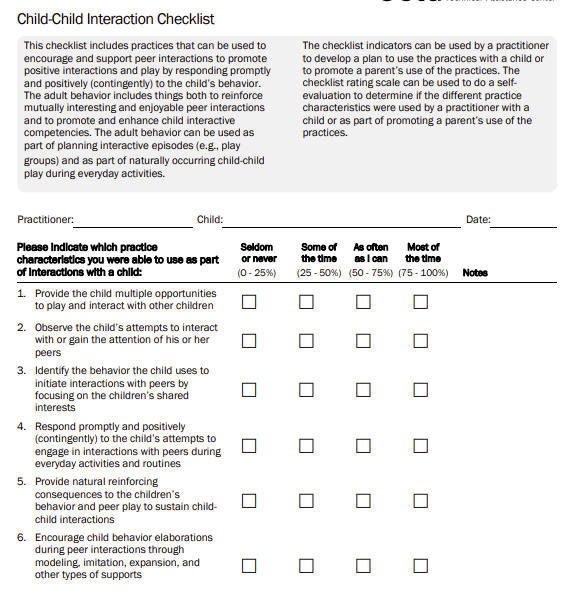 Technical Assistance Center
Child-Child Interaction Checklist
This checklist includes practices that can be used to
encourage and support peer interactions to promote
positive interactions and play by responding promptly
and positively (contingently) to the child's behavior.
The adult behavior includes things both to reinforce
mutually interesting and enjoyable peer interactions
and to promote and enhance child interactive
competencies. The adult behavior can be used as
part of planning interactive episodes (e.g., play
groups) and as part of naturally occurring child-child
play during everyday activities.
The checklist indicators can be used by a practitioner
to develop a plan to use the practices with a child or
to promote a parent's use of the practices. The
checklist rating scale can be used to do a self-
evaluation to determine if the different practice
characteristics were used by a practitioner with a
child or as part of promoting a parent's use of the
practices.
Practitioner: Child: Date:
Please indicate which practice
characteristics you were able to use as part
of interactions with a child:
Seldom
or never
(0 - 25%)
Some of
the time
(25 - 50%)
As often
as I can
(50 - 75%)
Most of
the time
(75 - 100%)
Notes
1. Provide the child multiple opportunities
to play and interact with other children
2. Observe the child's attempts to interact
with or gain the attention of his or her
peers
3. Identify the behavior the child uses to
initiate interactions with peers by
focusing on the children's shared
interests
4. Respond promptly and positively
(contingently) to the child's attempts to
engage in interactions with peers during
everyday activities and routines
5. Provide natural reinforcing
consequences to the children's
behavior and peer play to sustain child-
child interactions
6. Encourage child behavior elaborations
during peer interactions through
modeling, imitation, expansion, and
other types of supports